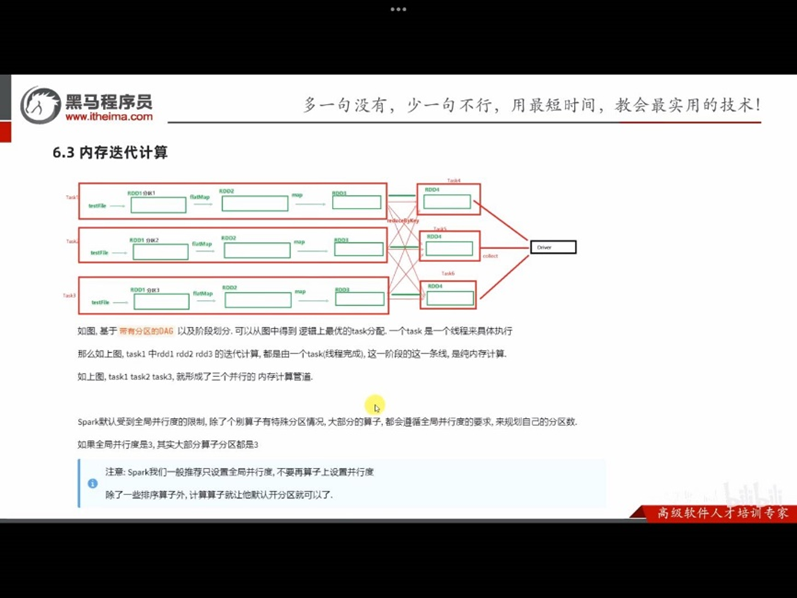 黑马程序员
www.itheima.com
多一句没有，少一句不行，用最短时间，教会最实用的技术！
6.3 内存迭代计算
Task1
textFile
RDD1 分区1
flatMap
RDD2
map
RDD3
Task2
textFile
RDD1 分区2
flatMap
RDD2
map
RDD3
Task3
textFile
RDD1 分区3
flatMap
RDD2
map
RDD3
reduceByKey
Task4
RDD4
Task5
RDD4
Task6
RDD4
collect
Driver
如图, 基于 带有分区的DAG 以及阶段划分. 可以从图中得到 逻辑上最优的task分配. 一个task 是一个线程来具体执行
那么如上图, task1 中rdd1 rdd2 rdd3 的迭代计算, 都是由一个task(线程完成), 这一阶段的这一条线, 是纯内存计算.
如上图, task1 task2 task3, 就形成了三个并行的 内存计算管道.
Spark默认受到全局并行度的限制, 除了个别算子有特殊分区情况, 大部分的算子, 都会遵循全局并行度的要求, 来规划自己的分区数.
如果全局并行度是3, 其实大部分算子分区都是3
注意: Spark我们一般推荐只设置全局并行度, 不要再算子上设置并行度
除了一些排序算子外, 计算算子就让他默认开分区就可以了.
bilibili
高级软件人才培训专家